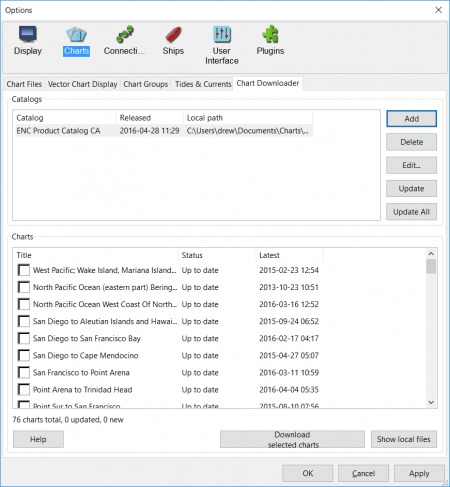 Options
Display
Charts
Connecti...
Ships
User
Interface
Plugins
Chart Files
Vector Chart Display
Chart Groups
Tides & Currents
Chart Downloader
Catalogs
Catalog Released Local path
ENC Product Catalog CA 2016-04-28 11:29 C:\Users\drew\Documents\Charts\...
Add
Delete
Edit...
Update
Update All
Charts
Title Status Latest
West Pacific; Wake Island, Mariana Island... Up to date 2015-02-23 12:54
North Pacific Ocean (eastern part) Bering... Up to date 2013-10-23 10:51
North Pacific Ocean West Coast Of North... Up to date 2016-03-16 12:52
San Diego to Aleutian Islands and Hawai... Up to date 2015-09-24 06:52
San Diego to San Francisco Bay Up to date 2016-02-17 04:17
San Diego to Cape Mendocino Up to date 2015-04-27 05:07
San Francisco to Point Arena Up to date 2016-03-11 10:59
Point Arena to Trinidad Head Up to date 2016-04-04 05:35
Point Sur to San Francisco Up to date 2015-08-10 07:56
76 charts total, 0 updated, 0 new
Help
Download
selected charts
Show local files
OK
Cancel
Apply